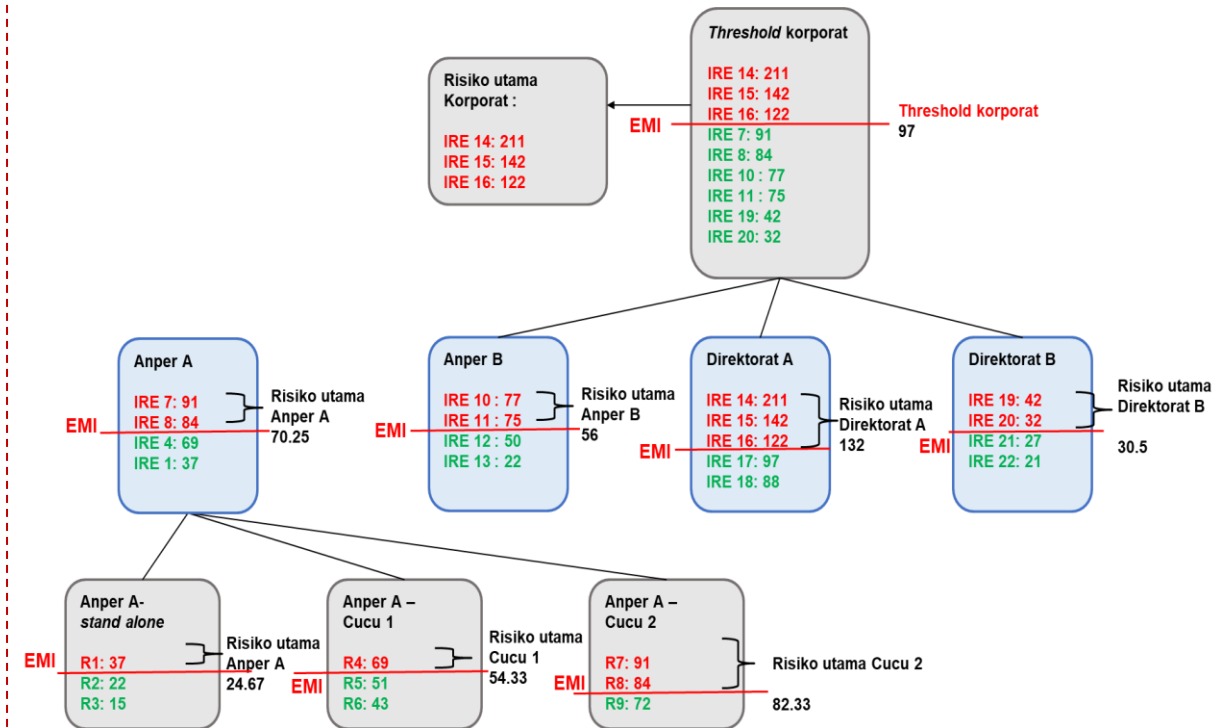 Threshold korporat
IRE 14: 211
IRE 15: 142
IRE 16: 122
IRE 7: 91
IRE 8: 84
IRE 10 : 77
IRE 11 : 75
IRE 19: 42
IRE 20: 32
EMI
Threshold korporat
97
Risiko utama
Korporat :
IRE 14: 211
IRE 15: 142
IRE 16: 122
Anper A
IRE 7: 91
IRE 8: 84
IRE 4: 69
IRE 1: 37
EMI
Risiko utama
Anper A
70.25
Anper B
IRE 10 : 77
IRE 11 : 75
IRE 12 : 50
IRE 13 : 22
EMI
Risiko utama
Anper B
56
Direktorat A
IRE 14: 211
IRE 15: 142
IRE 16: 122
IRE 17: 97
IRE 18: 88
EMI
Risiko utama
Direktorat A
132
Direktorat B
IRE 19: 42
IRE 20: 32
IRE 21: 27
IRE 22: 21
EMI
Risiko utama
Direktorat B
30.5
Anper A-
stand alone
R1: 37
R2: 22
R3: 15
EMI
Risiko utama
Anper A
24.67
Anper A –
Cucu 1
R4: 69
R5: 51
R6: 43
EMI
Risiko utama
Cucu 1
54.33
Anper A –
Cucu 2
R7: 91
R8: 84
R9: 72
EMI
Risiko utama Cucu 2
82.33